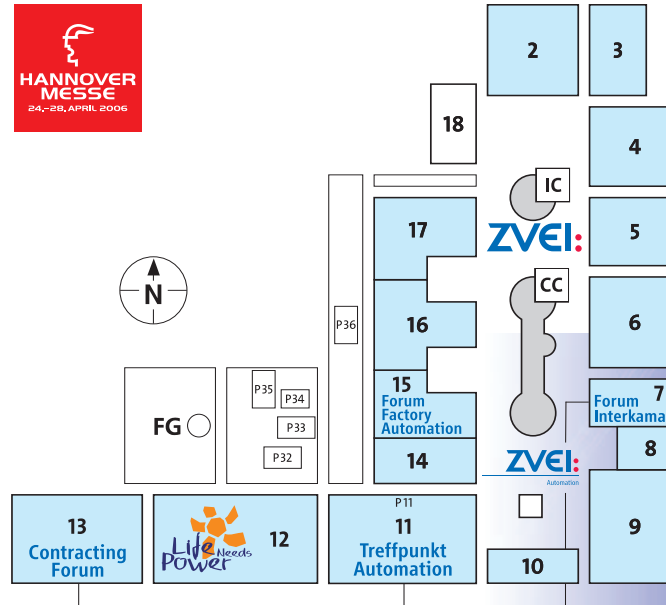 HANNOVER
MESSE
24.–28. APRIL 2006
2
3
18
4
IC
17
ZVEI:
5
N
CC
P36
16
6
P35
P34
FG
P33
P32
15
Forum
Factory
Automation
7
Forum
Interkama
14
ZVEI:
Automation
8
13
Contracting
Forum
Life
Needs
Power
12
P11
11
Treffpunkt
Automation
10
9